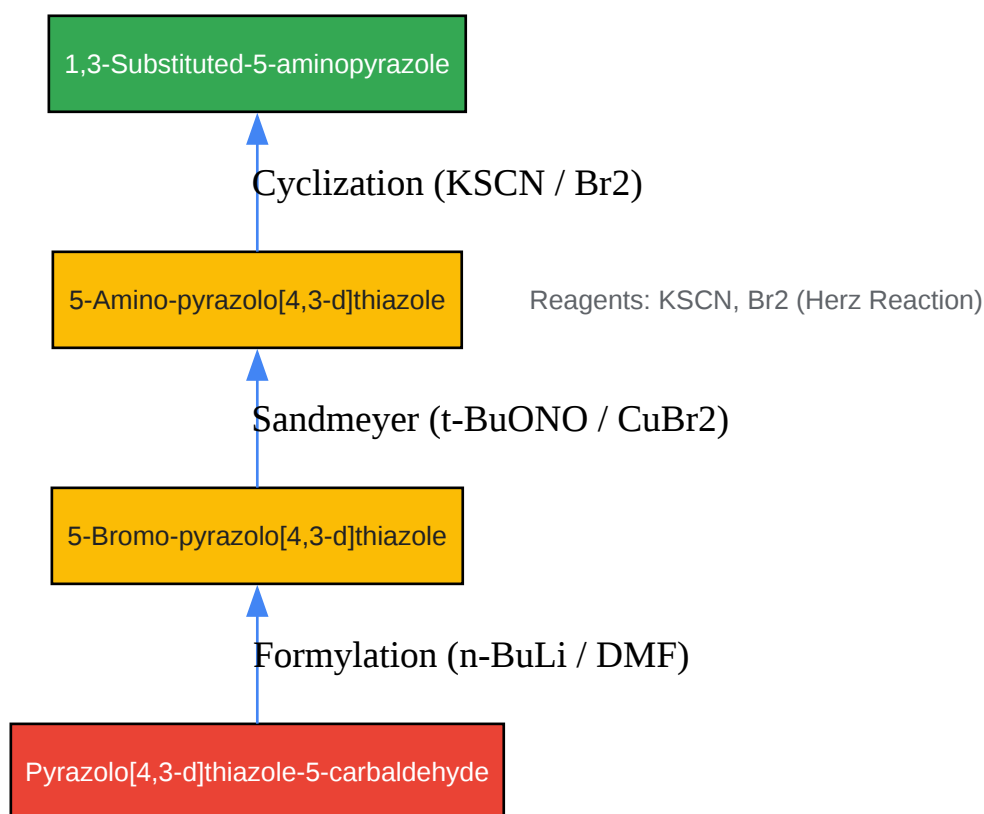 1,3-Substituted-5-aminopyrazole
Cyclization (KSCN / Br2)
5-Amino-pyrazolo[4,3-d]thiazole
Reagents: KSCN, Br2 (Herz Reaction)
Sandmeyer (t-BuONO / CuBr2)
5-Bromo-pyrazolo[4,3-d]thiazole
Formylation (n-BuLi / DMF)
Pyrazolo[4,3-d]thiazole-5-carbaldehyde